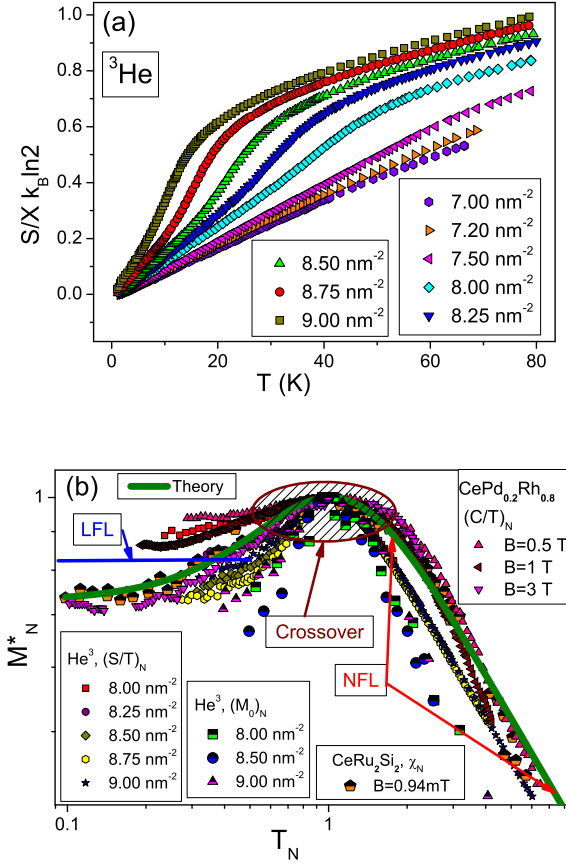 (a)
³He
S/X k_B ln2
1.0
0.8
0.6
0.4
0.2
0.0
8.50 nm⁻²
8.75 nm⁻²
9.00 nm⁻²
7.00 nm⁻²
7.20 nm⁻²
7.50 nm⁻²
8.00 nm⁻²
8.25 nm⁻²
0 20 40 60 80
T (K)
(b)
Theory
LFL
1
M*_N
CePd₀.₂Rh₀.₈
(C/T)_N
B=0.5 T
B=1 T
B=3 T
Crossover
NFL
He³, (S/T)_N
8.00 nm⁻²
8.25 nm⁻²
8.50 nm⁻²
8.75 nm⁻²
9.00 nm⁻²
He³, (M₀)_N
8.00 nm⁻²
8.50 nm⁻²
9.00 nm⁻²
CeRu₂Si₂, χ_N
B=0.94mT
0.1 1
T_N